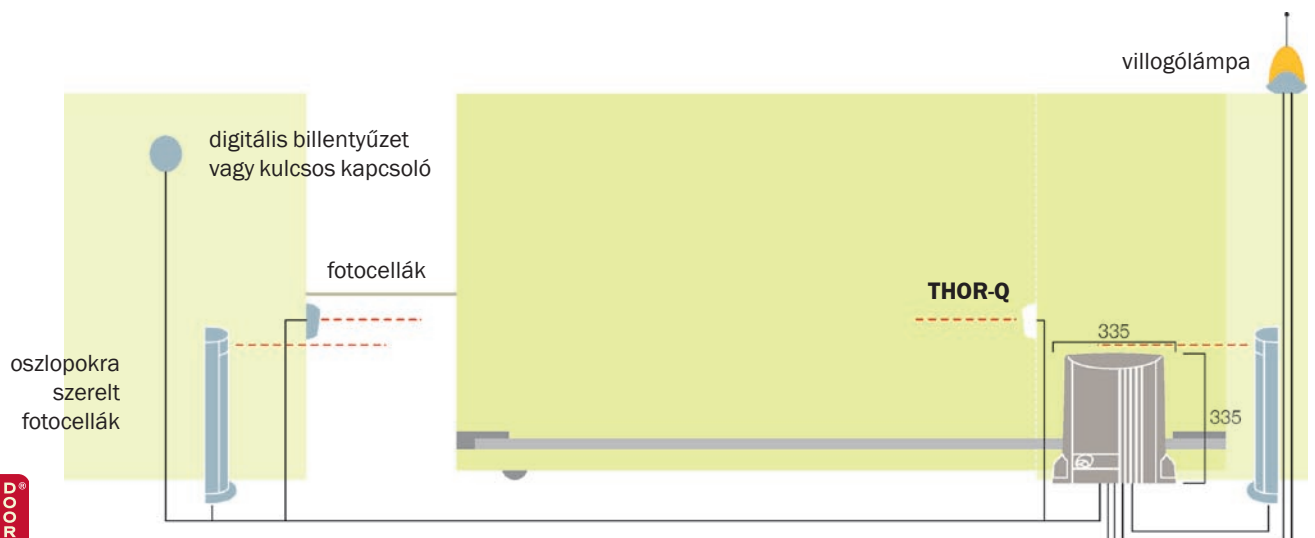 villogólámpa
digitális billentyűzet
vagy kulcsos kapcsoló
fotocellák
THOR-Q
335
oszlopokra
szerelt
fotocellák
335
DOOR®